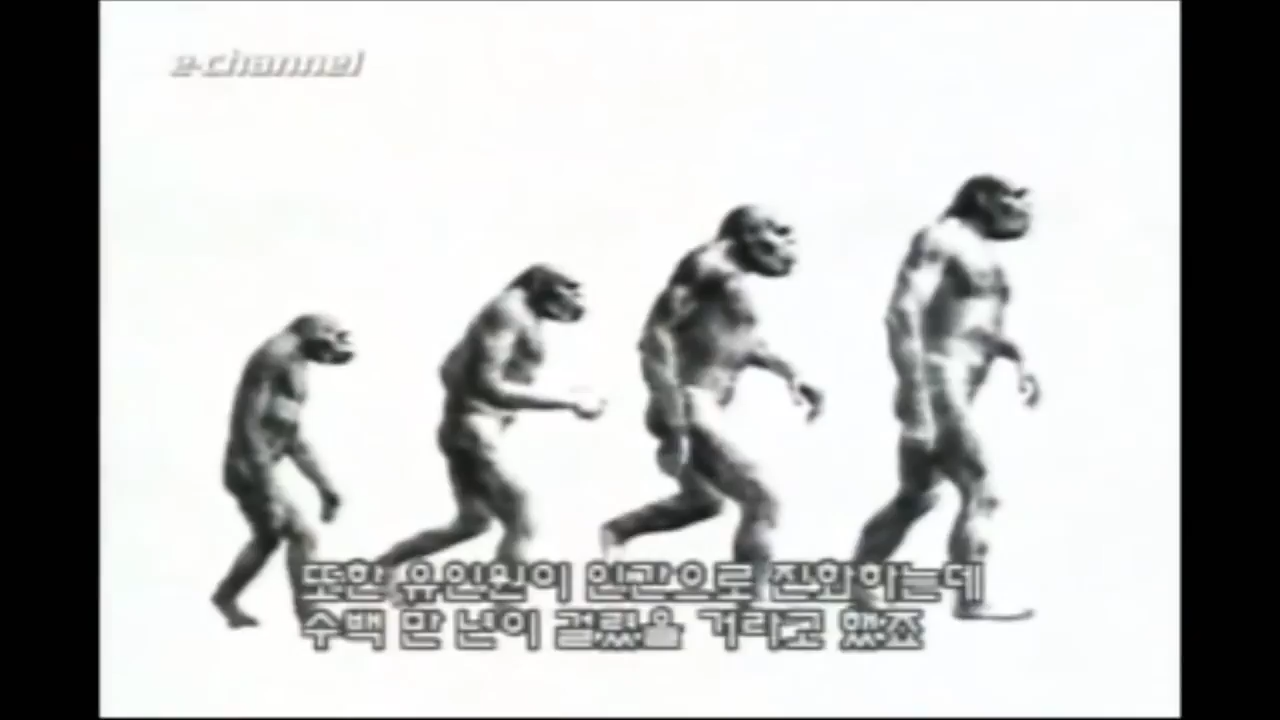 e-channel
또한 유인원이 인간으로 진화하는데
수백 만 년이 걸렸을 거라고 했죠